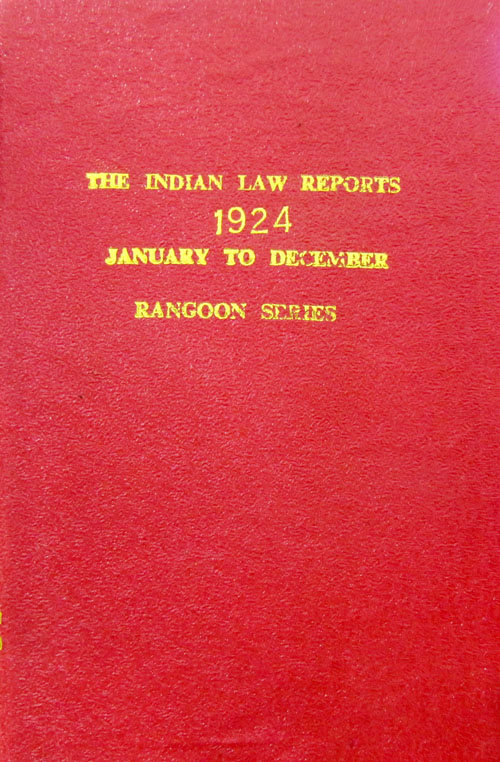 THE INDIAN LAW REPORTS
1924
JANUARY TO DECEMBER
RANGOON SERIES